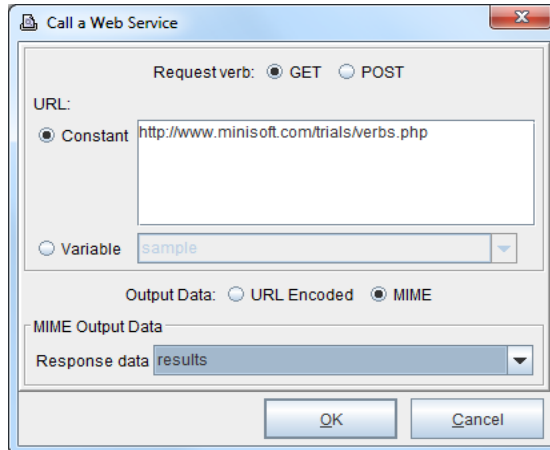 Call a Web Service
Request verb: GET POST
URL:
Constant http://www.minisoft.com/trials/verbs.php
Variable sample
Output Data: URL Encoded MIME
MIME Output Data
Response data results
OK Cancel